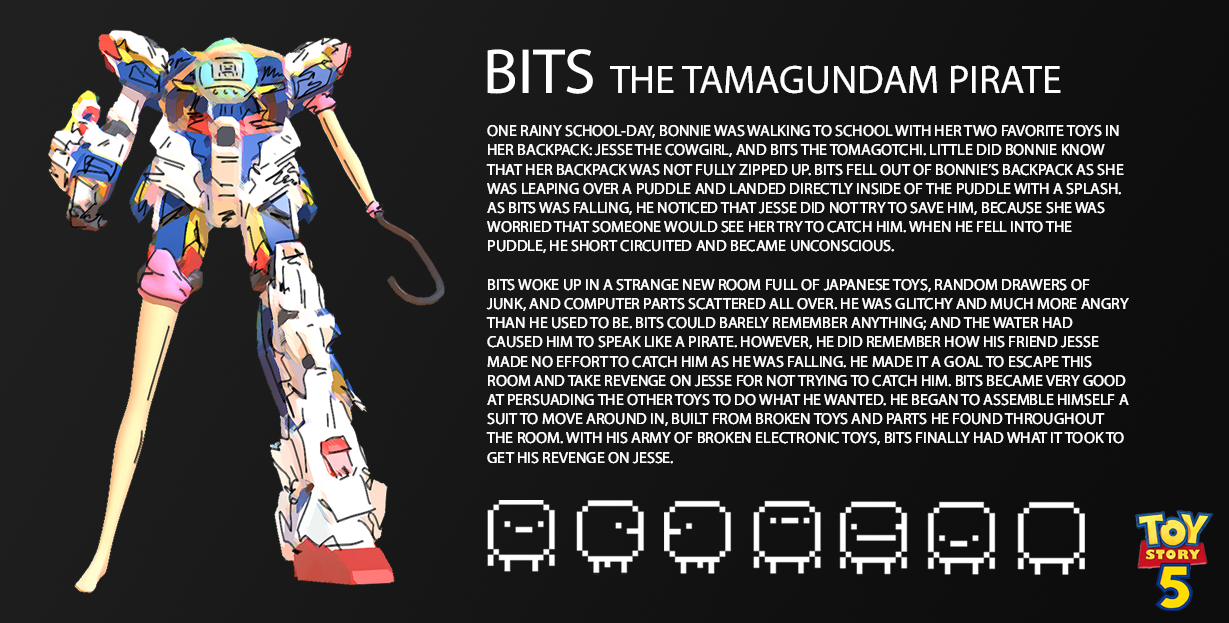 BITS THE TAMAGUNDAM PIRATE
ONE RAINY SCHOOL-DAY, BONNIE WAS WALKING TO SCHOOL WITH HER TWO FAVORITE TOYS IN
HER BACKPACK: JESSE THE COWGIRL, AND BITS THE TOMAGOTCHI. LITTLE DID BONNIE KNOW
THAT HER BACKPACK WAS NOT FULLY ZIPPED UP. BITS FELL OUT OF BONNIE'S BACKPACK AS SHE
WAS LEAPING OVER A PUDDLE AND LANDED DIRECTLY INSIDE OF THE PUDDLE WITH A SPLASH.
AS BITS WAS FALLING, HE NOTICED THAT JESSE DID NOT TRY TO SAVE HIM, BECAUSE SHE WAS
WORRIED THAT SOMEONE WOULD SEE HER TRY TO CATCH HIM. WHEN HE FELL INTO THE
PUDDLE, HE SHORT CIRCUITED AND BECAME UNCONSCIOUS.
BITS WOKE UP IN A STRANGE NEW ROOM FULL OF JAPANESE TOYS, RANDOM DRAWERS OF
JUNK, AND COMPUTER PARTS SCATTERED ALL OVER. HE WAS GLITCHY AND MUCH MORE ANGRY
THAN HE USED TO BE. BITS COULD BARELY REMEMBER ANYTHING; AND THE WATER HAD
CAUSED HIM TO SPEAK LIKE A PIRATE. HOWEVER, HE DID REMEMBER HOW HIS FRIEND JESSE
MADE NO EFFORT TO CATCH HIM AS HE WAS FALLING. HE MADE IT A GOAL TO ESCAPE THIS
ROOM AND TAKE REVENGE ON JESSE FOR NOT TRYING TO CATCH HIM. BITS BECAME VERY GOOD
AT PERSUADING THE OTHER TOYS TO DO WHAT HE WANTED. HE BEGAN TO ASSEMBLE HIMSELF A
SUIT TO MOVE AROUND IN, BUILT FROM BROKEN TOYS AND PARTS HE FOUND THROUGHOUT
THE ROOM. WITH HIS ARMY OF BROKEN ELECTRONIC TOYS, BITS FINALLY HAD WHAT IT TOOK TO
GET HIS REVENGE ON JESSE.
TOY
STORY
5